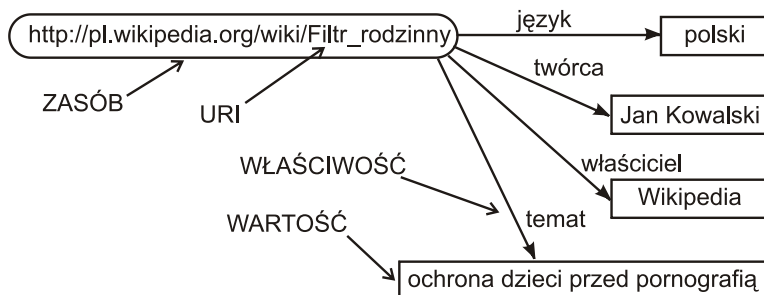 http://pl.wikipedia.org/wiki/Filtr_rodzinny
język
polski
twórca
ZASÓB
URI
Jan Kowalski
właściciel
WŁAŚCIWOŚĆ
Wikipedia
temat
WARTOŚĆ
ochrona dzieci przed pornografią